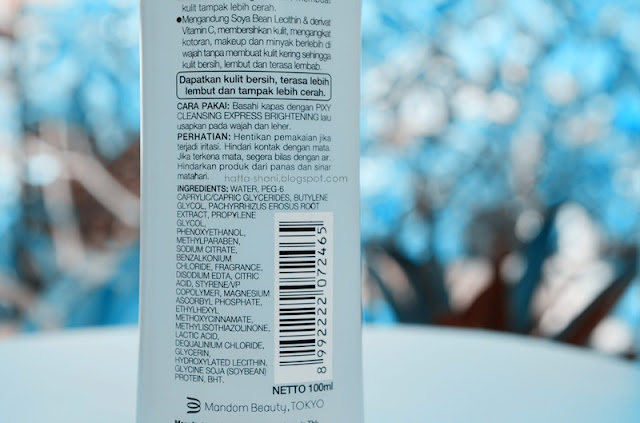 kulit tampak lebih cerah.
●Mengandung Soya Bean Lecithin & derivat
Vitamin C, membersihkan kulit, mengangkat
kotoran, makeup dan minyak berlebih di
wajah tanpa membuat kulit kering sehingga
kulit bersih, lembut dan terasa lembab.
Dapatkan kulit bersih, terasa lebih
lembut dan tampak lebih cerah.
CARA PAKAI: Basahi kapas dengan PIXY
CLEANSING EXPRESS BRIGHTENING lalu
usapkan pada wajah dan leher.
PERHATIAN: Hentikan pemakaian jika
terjadi iritasi. Hindari kontak dengan mata.
Jika terkena mata, segera bilas dengan air.
Hindarkan produk dari panas dan sinar
matahari.
hatta-shani.blogspot.com
INGREDIENTS: WATER, PEG-6
CAPRYLIC/CAPRIC GLYCERIDES, BUTYLENE
GLYCOL, PACHYRRHIZUS EROSUS ROOT
EXTRACT, PROPYLENE
GLYCOL,
PHENOXYETHANOL,
METHYLPARABEN,
SODIUM CITRATE,
BENZALKONIUM
CHLORIDE, FRAGRANCE,
DISODIUM EDTA, CITRIC
ACID, STYRENE/VP
COPOLYMER, MAGNESIUM
ASCORBYL PHOSPHATE,
ETHYLHEXYL
METHOXYCINNAMATE,
METHYLISOTHIAZOLINONE,
LACTIC ACID,
DEQUALINIUM CHLORIDE,
GLYCERIN,
HYDROXYLATED LECITHIN,
GLYCINE SOJA (SOYBEAN)
PROTEIN, BHT.
8 992222 072465
NETTO 100ml
Mandom Beauty, TOKYO